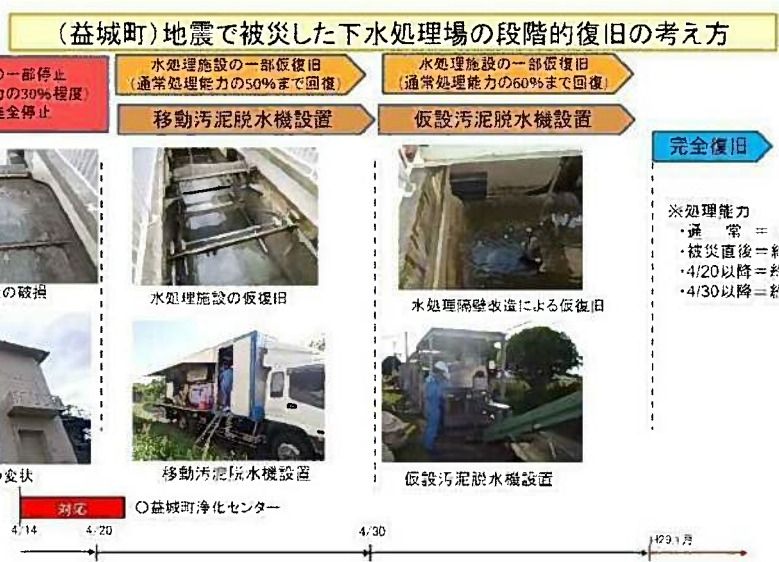 (益城町)地震で被災した下水処理場の段階的復旧の考え方
の一部停止
力の30%程度)
全停止
水処理施設の一部仮復旧
(通常処理能力の50%まで回復)
水処理施設の一部仮復旧
(通常処理能力の60%まで回復)
移動汚泥脱水機設置
仮設汚泥脱水機設置
完全復旧
※処理能力
・通 常 =
・被災直後=約
・4/20以降=約
・4/30以降=約
の破損
水処理施設の仮復旧
水処理隔壁改造による仮復旧
変状
移動汚泥脱水機設置
仮設汚泥脱水機設置
対応
○益城町浄化センター
4/14
4/20
4/30
H29.1月